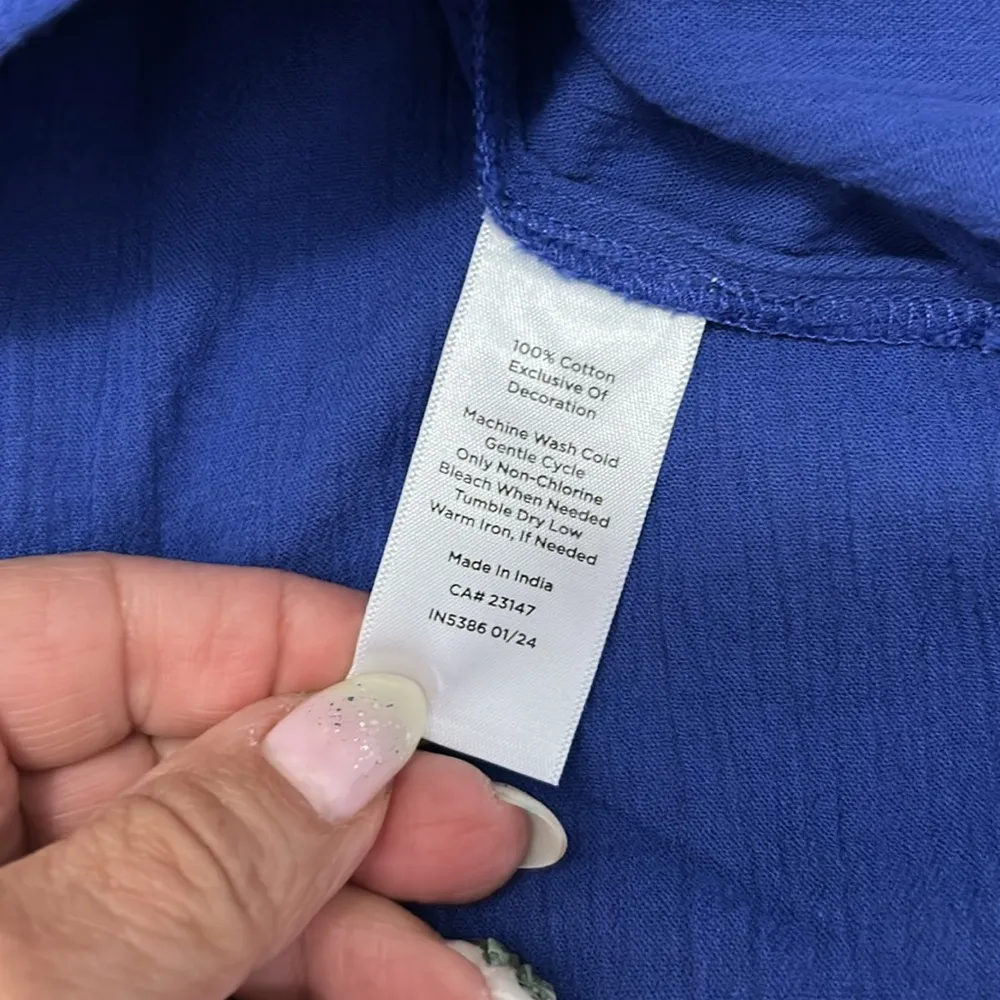 100% Cotton
Exclusive Of
Decoration
Machine Wash Cold
Gentle Cycle
Only Non-Chlorine
Bleach When Needed
Tumble Dry Low
Warm Iron, If Needed
Made In India
CA# 23147
IN5386 01/24